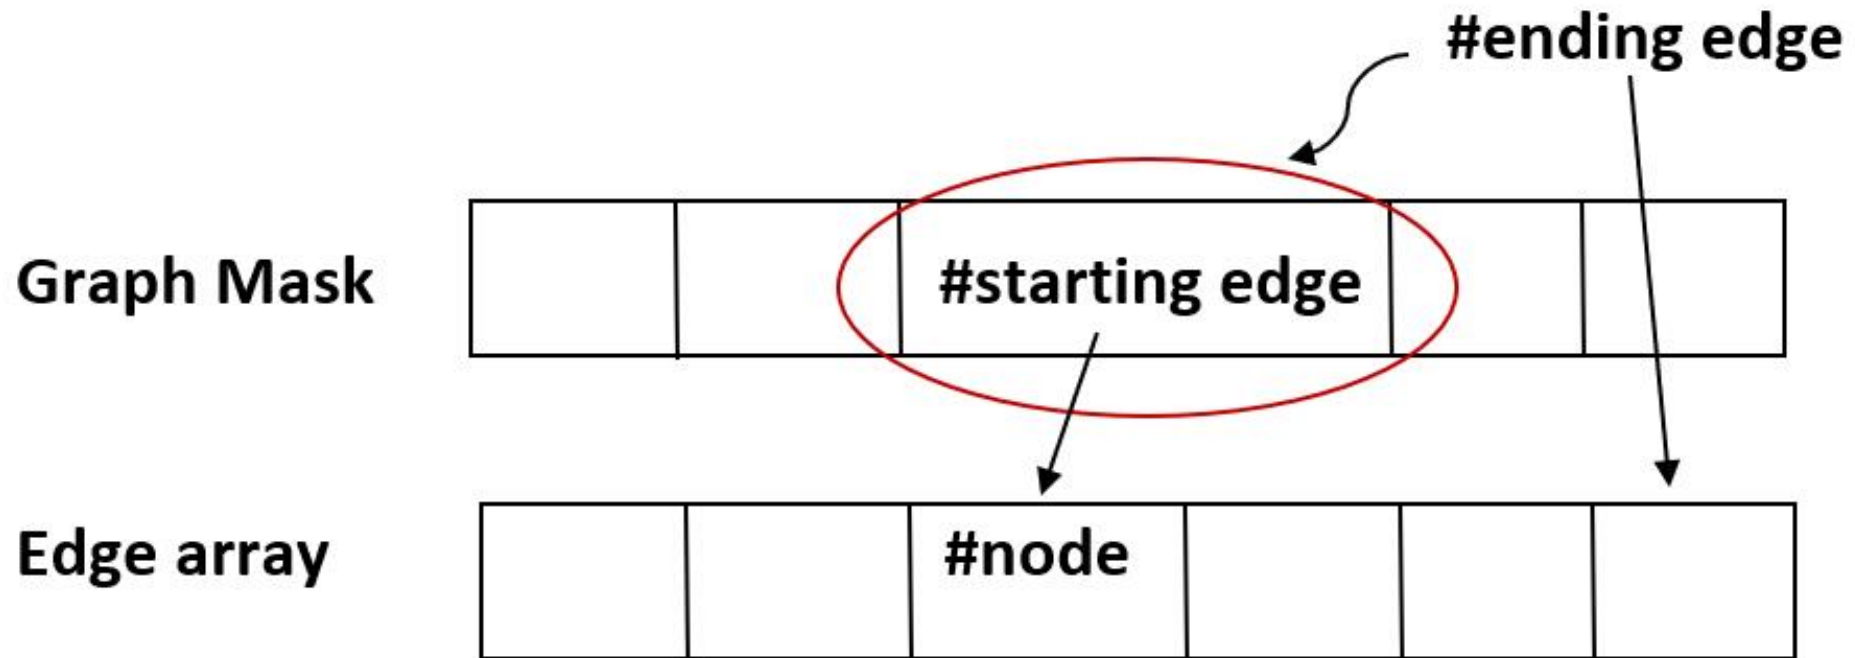 #ending edge
Graph Mask
#starting edge
Edge array
#node